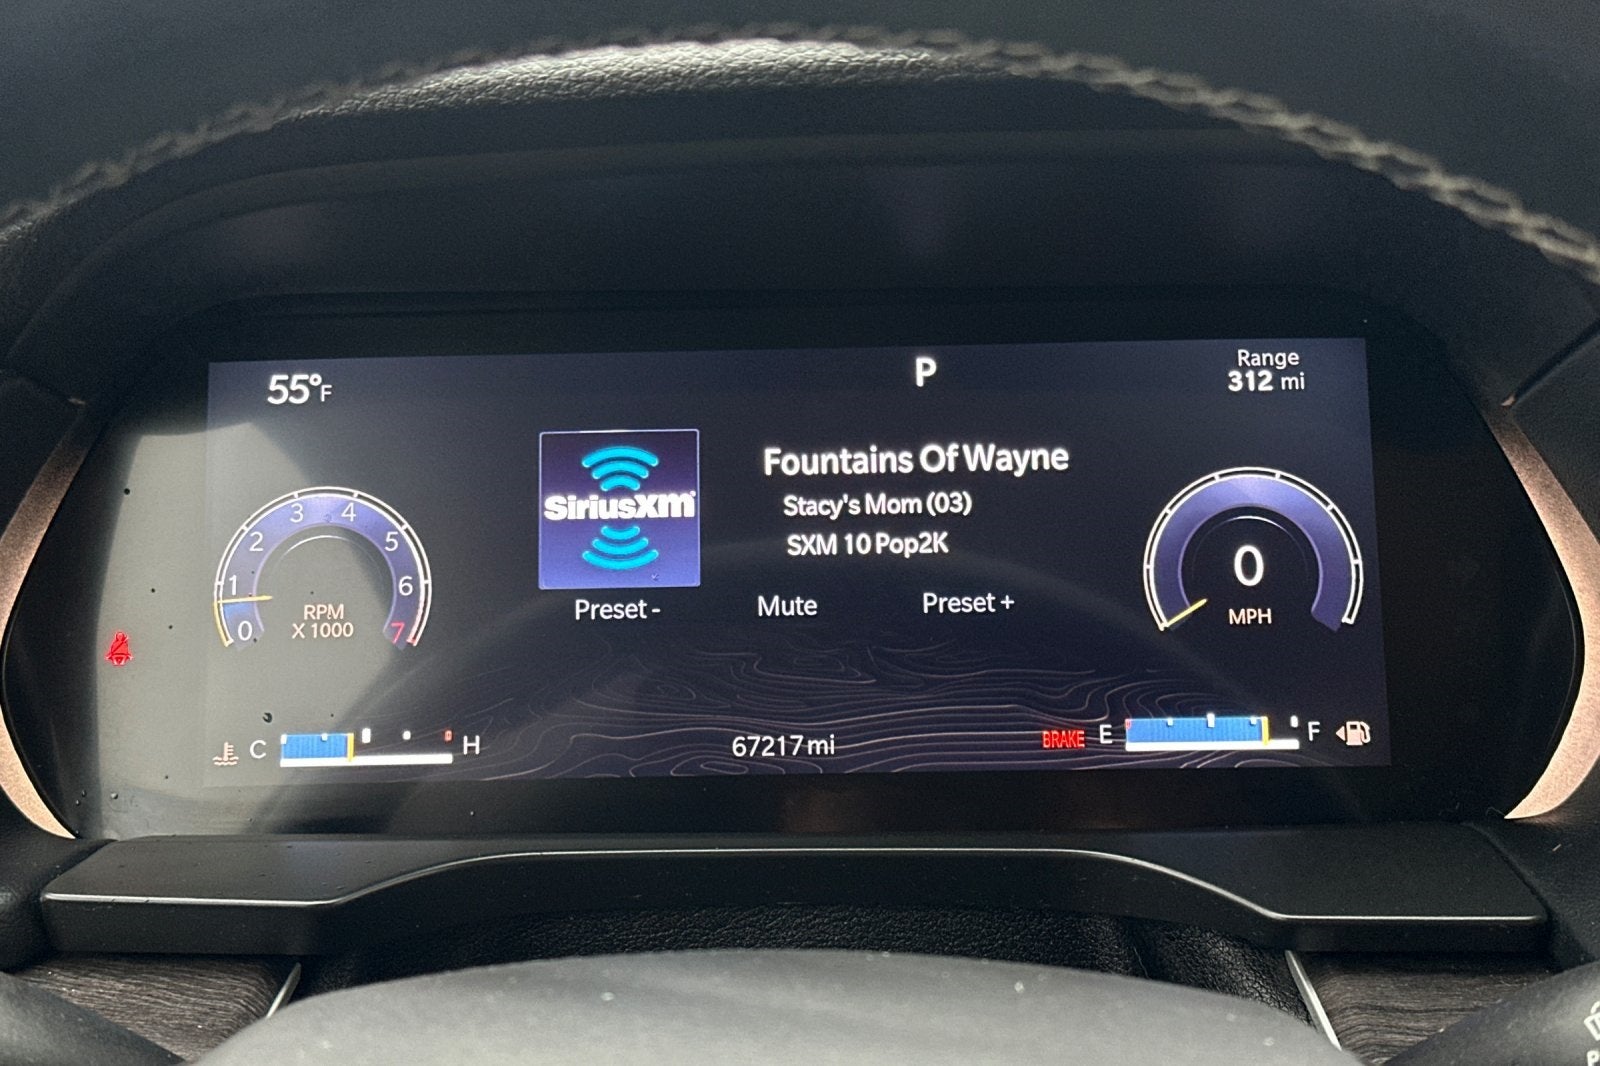 55°F
P
Range
312 mi
SiriusXM
Fountains Of Wayne
Stacy's Mom (03)
SXM 10 Pop2K
Preset -
Mute
Preset +
0
1
2
3
4
5
6
7
RPM
X 1000
0
MPH
C
H
67217 mi
BRAKE
E
F